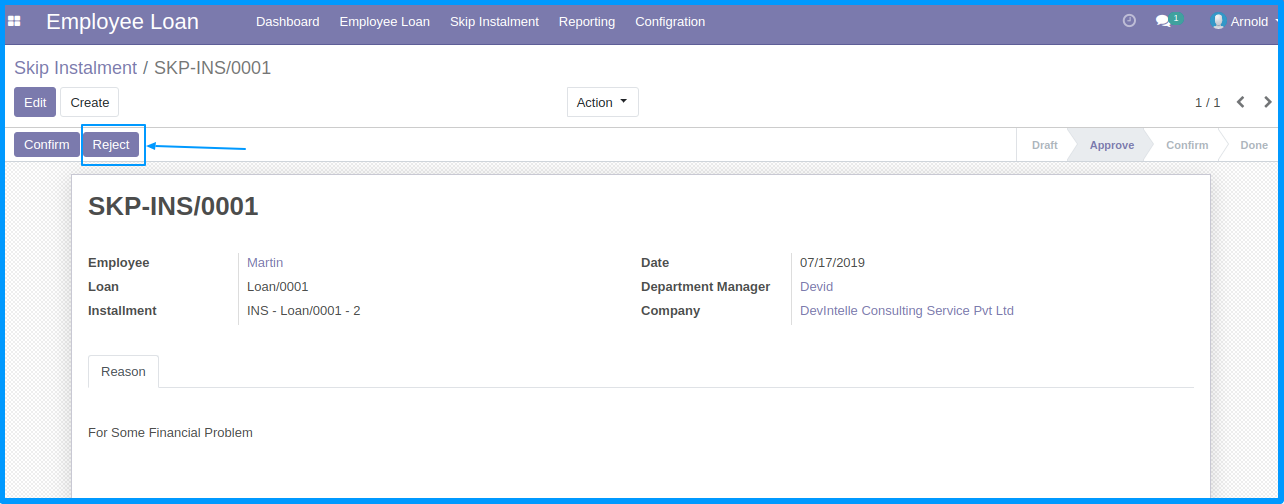 Employee Loan Dashboard Employee Loan Skip Instalment Reporting Configration 1 Arnold
Skip Instalment / SKP-INS/0001
Edit Create Action 1 / 1
Confirm Reject Draft Approve Confirm Done
SKP-INS/0001
Employee Martin Date 07/17/2019
Loan Loan/0001 Department Manager Devid
Installment INS - Loan/0001 - 2 Company DevIntelle Consulting Service Pvt Ltd
Reason
For Some Financial Problem